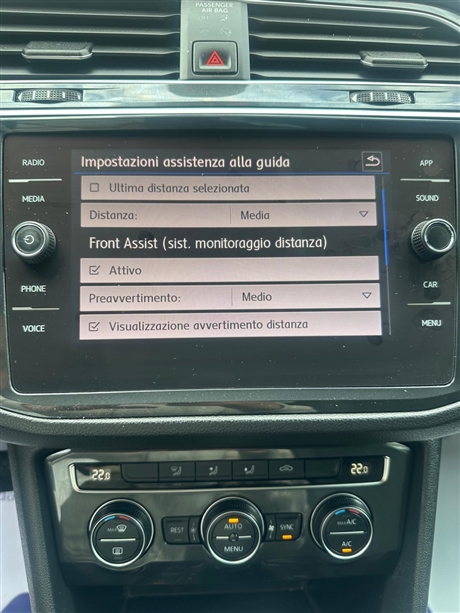 PASSENGER
AIR BAG
RADIO
MEDIA
PHONE
VOICE
Impostazioni assistenza alla guida
Ultima distanza selezionata
Distanza: Media
Front Assist (sist. monitoraggio distanza)
Attivo
Preavvertimento: Medio
Visualizzazione avvertimento distanza
APP
SOUND
CAR
MENU
22.0
22.0
MAX
REST
AUTO
MENU
SYNC
MAX A/C
A/C